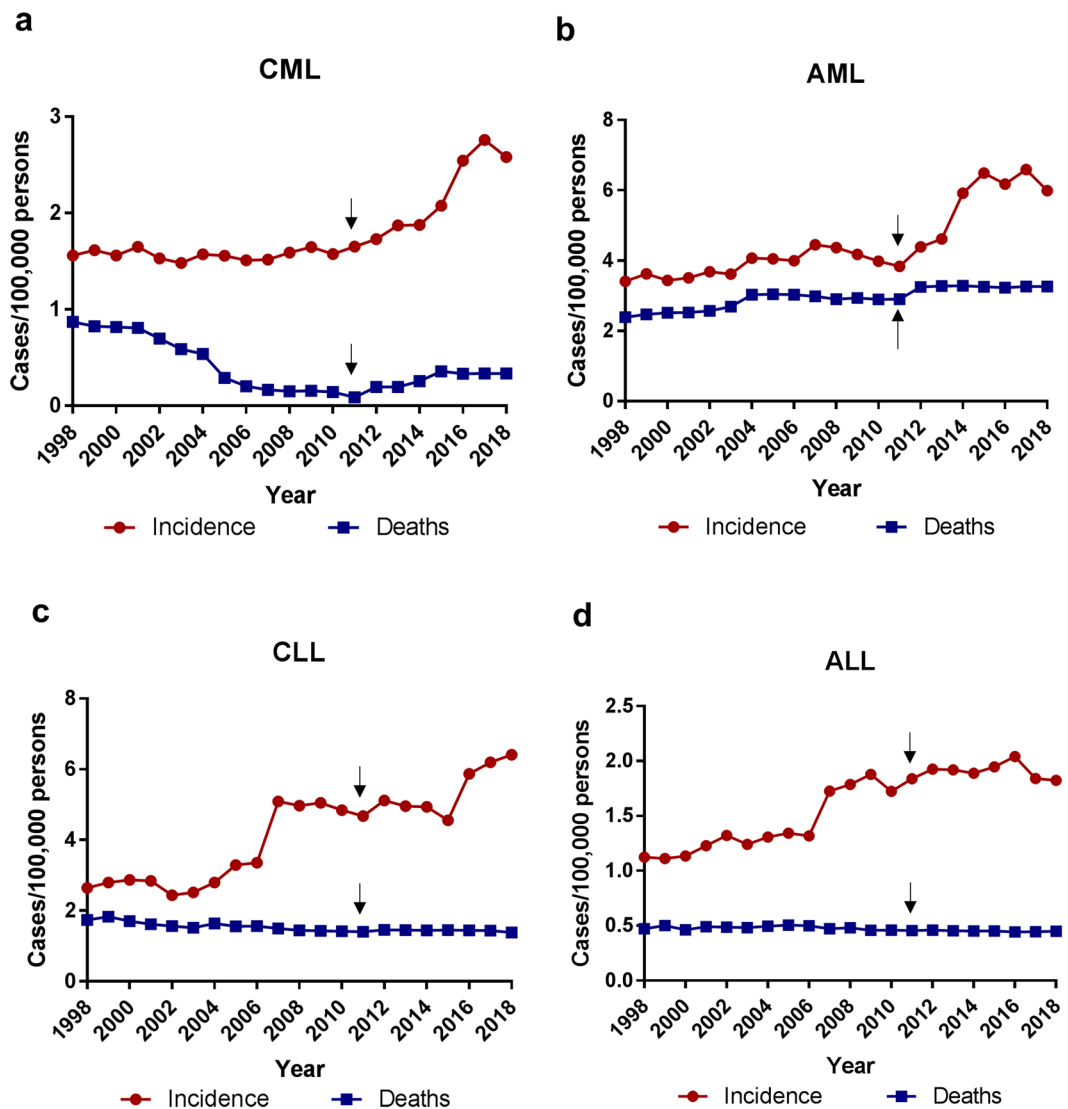 a
CML
Cases/100,000 persons
3
2
1
0
1998 2000 2002 2004 2006 2008 2010 2012 2014 2016 2018
Year
Incidence Deaths
b
AML
Cases/100,000 persons
8
6
4
2
0
1998 2000 2002 2004 2006 2008 2010 2012 2014 2016 2018
Year
Incidence Deaths
c
CLL
Cases/100,000 persons
8
6
4
2
0
1998 2000 2002 2004 2006 2008 2010 2012 2014 2016 2018
Year
Incidence Deaths
d
ALL
Cases/100,000 persons
2.5
2.0
1.5
1.0
0.5
0.0
1998 2000 2002 2004 2006 2008 2010 2012 2014 2016 2018
Year
Incidence Deaths